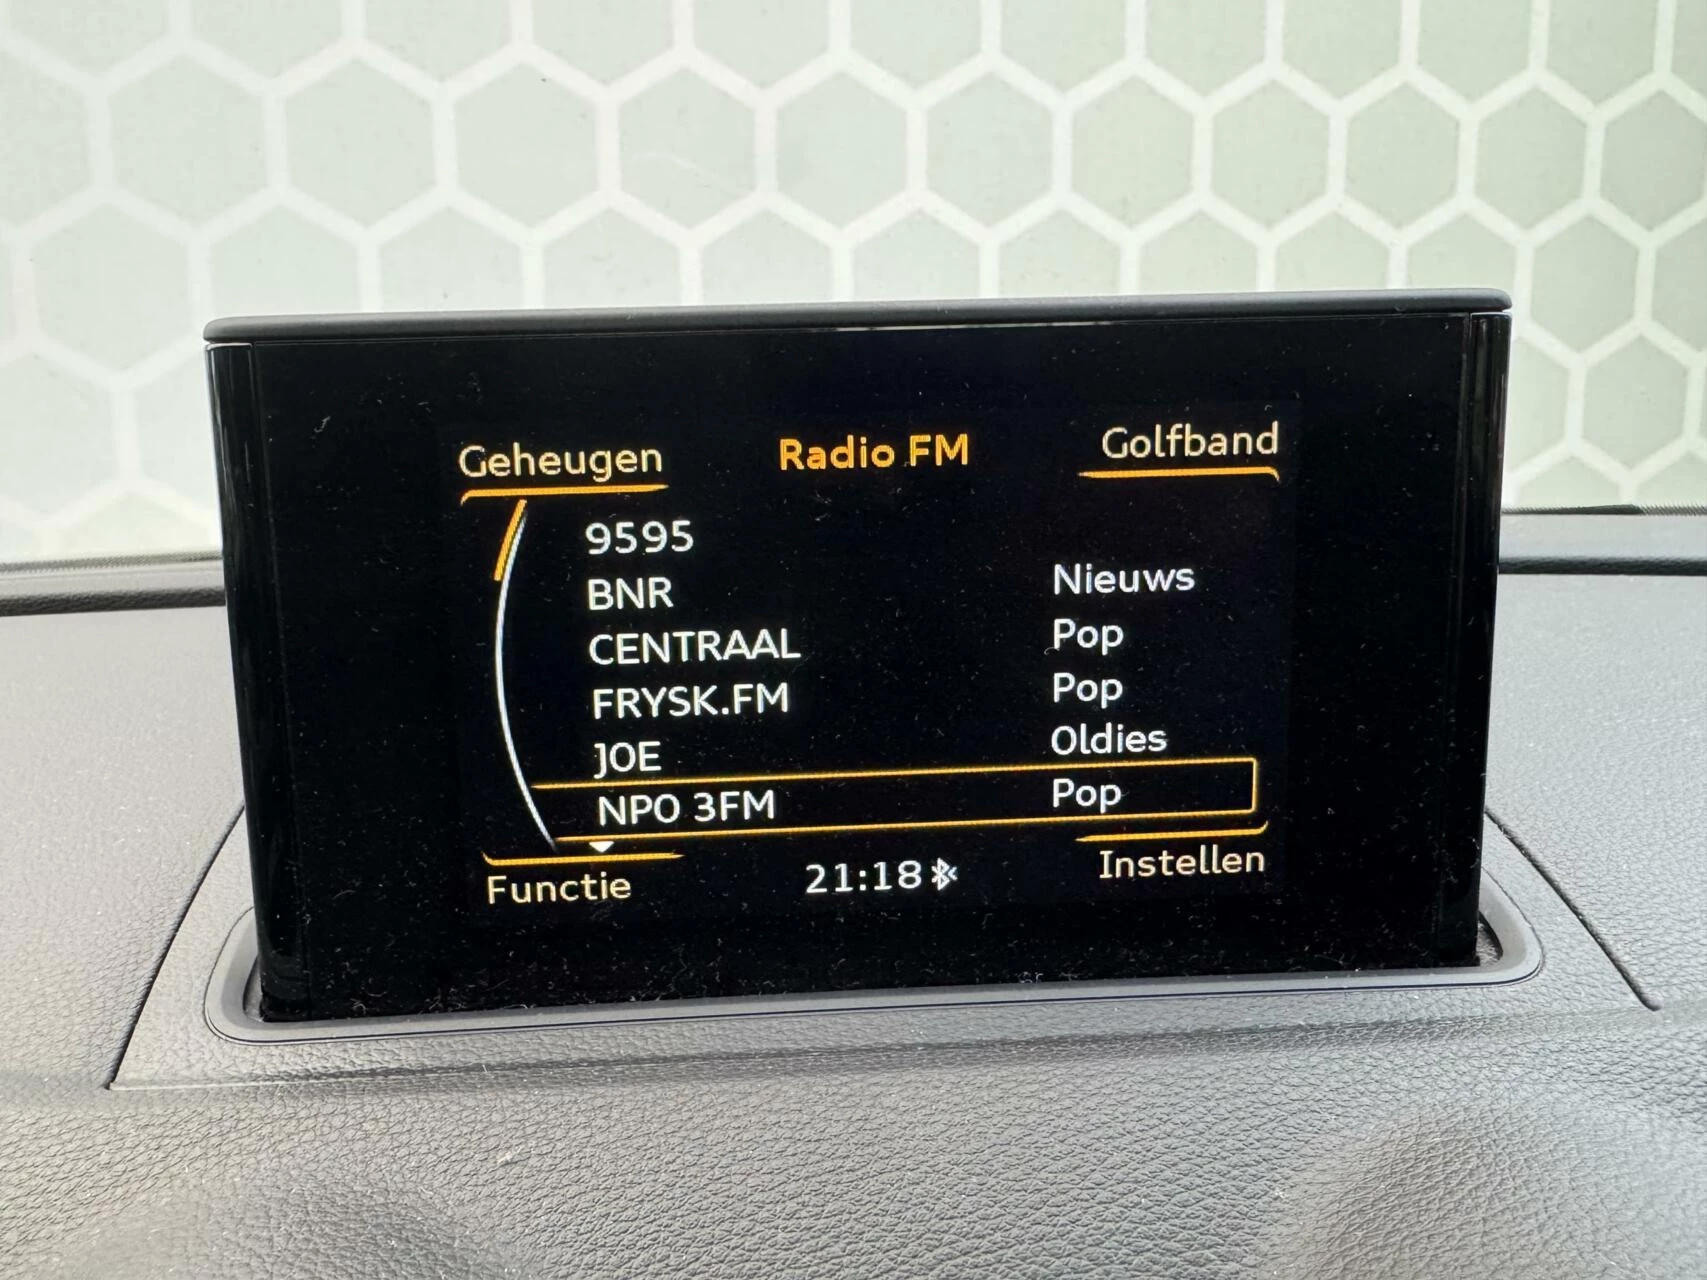 Geheugen Radio FM Golfband
9595
BNR Nieuws
CENTRAAL Pop
FRYSK.FM Pop
JOE Oldies
NPO 3FM Pop
Functie 21:18 Instellen